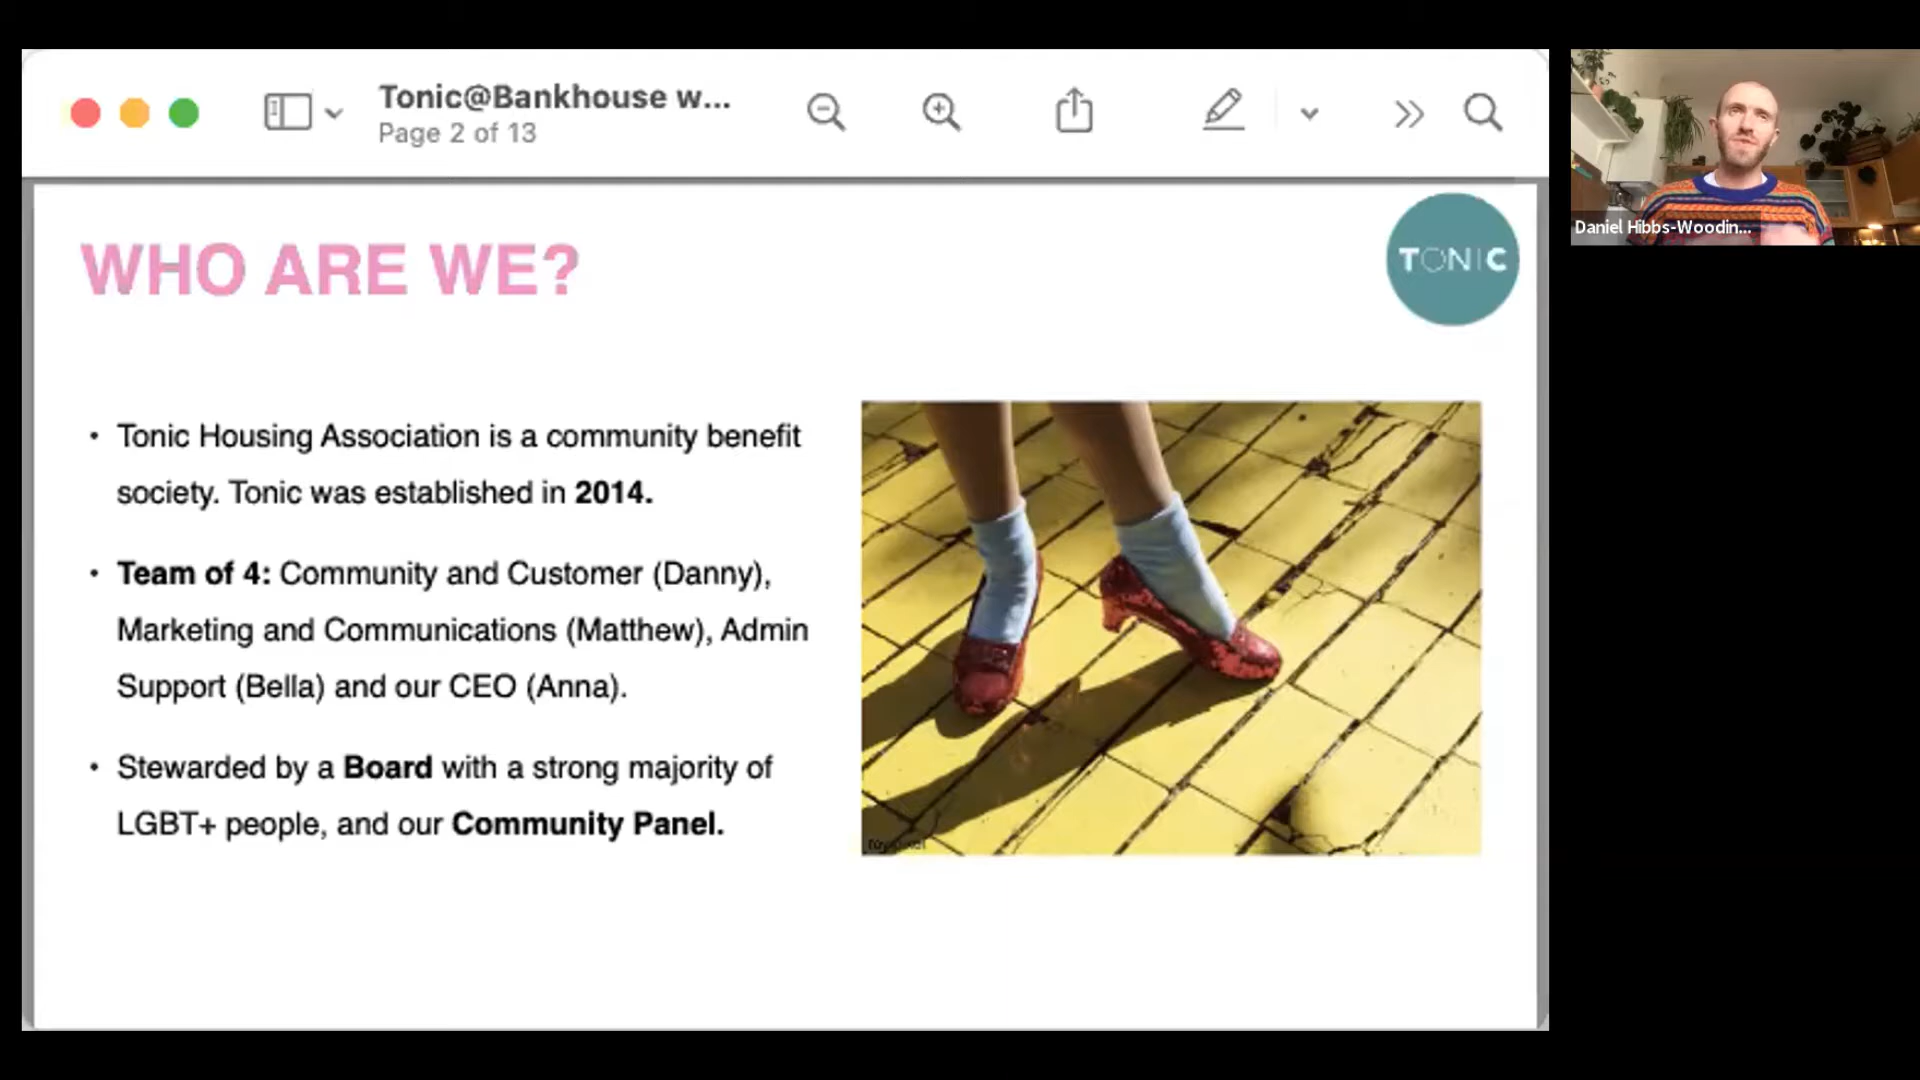 Tonic@Bankhouse w...
Page 2 of 13
WHO ARE WE?
TONIC
• Tonic Housing Association is a community benefit
society. Tonic was established in 2014.
• Team of 4: Community and Customer (Danny),
Marketing and Communications (Matthew), Admin
Support (Bella) and our CEO (Anna).
• Stewarded by a Board with a strong majority of
LGBT+ people, and our Community Panel.
Daniel Hibbs-Woodin...